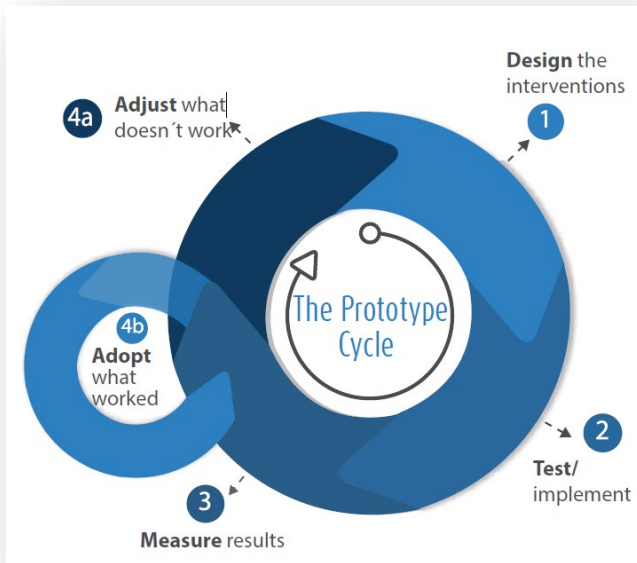 The Prototype
Cycle
1
Design the
interventions
2
Test/
implement
3
Measure results
4a
Adjust what
doesn´t work
4b
Adopt
what
worked